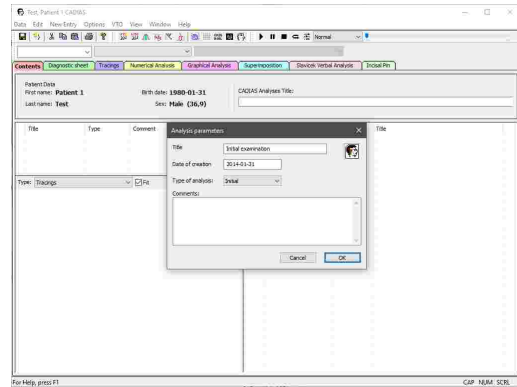 Test, Patient 1-CADIAS
Data Edit New-Entry Options VTO View Window Help
Normal
Contents Diagnostic sheet Tracings Numerical Analysis Graphical Analysis Superimposition Slavicek Verbal Analysis Incisal Pin
Patient Data
First name: Patient 1 Birth date: 1980-01-31 CADIAS Analyses Title:
Last name: Test Sex: Male (36,9)
Title Type Comment Title
Analysis parameters
Title Initial examination
Date of creation 2014-01-31
Type of analysis: Initial
Comments:
Type: Tracings Fit
Cancel OK
For Help, press F1 CAP NUM SCRL